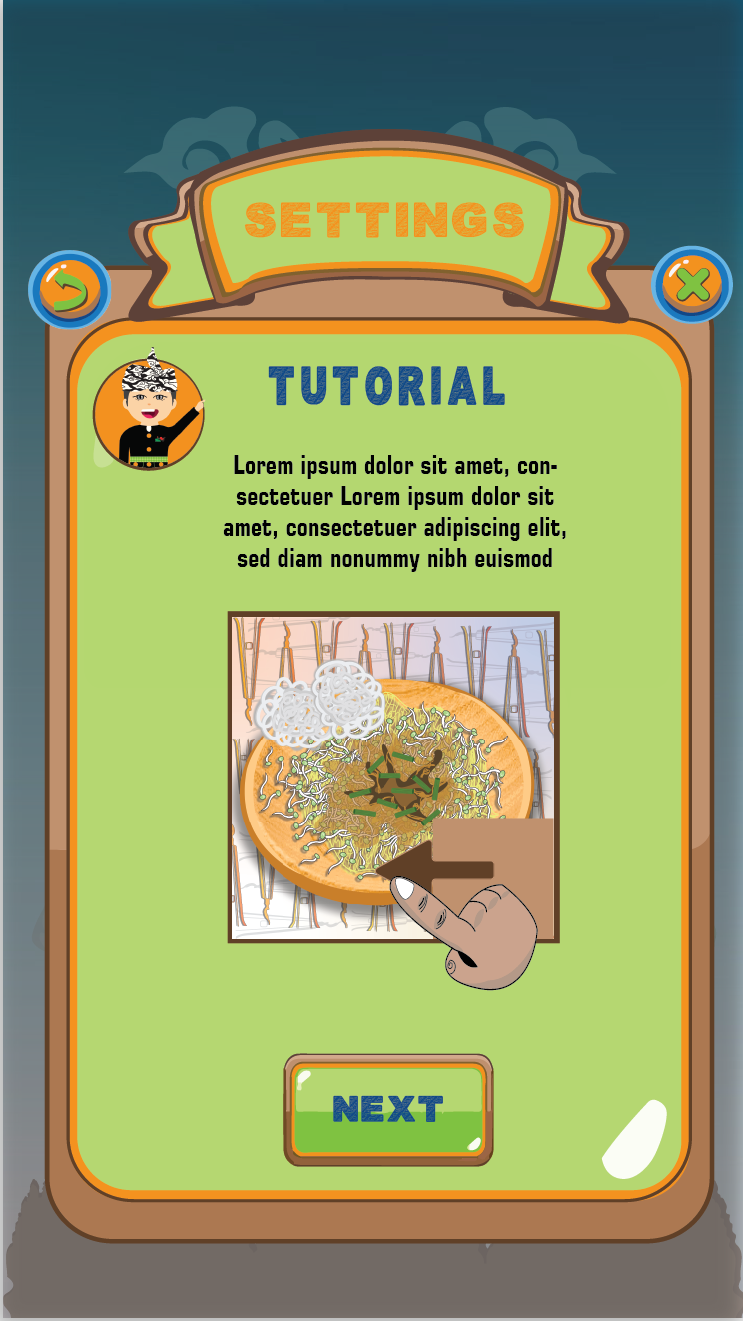 SETTINGS
TUTORIAL
Lorem ipsum dolor sit amet, con-
sectetuer Lorem ipsum dolor sit
amet, consectetuer adipiscing elit,
sed diam nonummy nibh euismod
NEXT